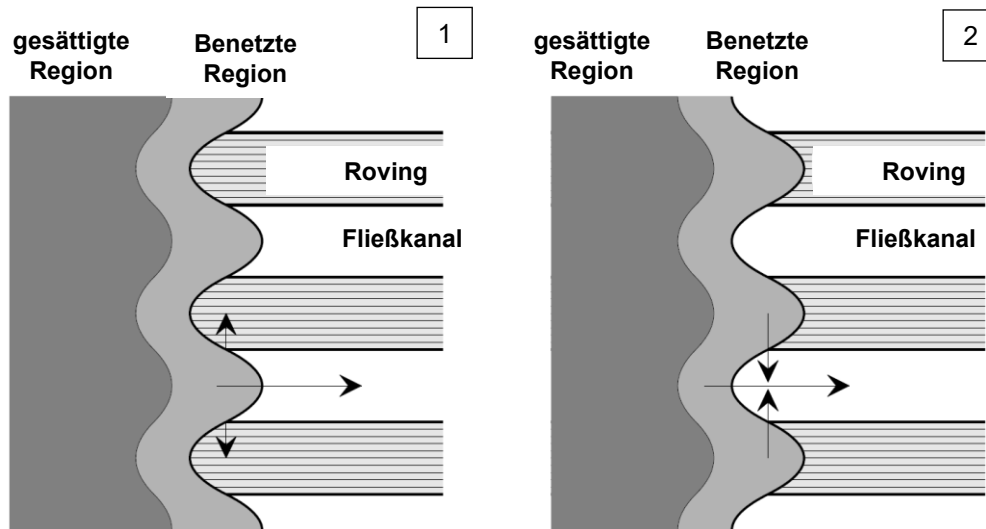 gesättigte
Region
Benetzte
Region
1
Roving
Fließkanal
gesättigte
Region
Benetzte
Region
2
Roving
Fließkanal